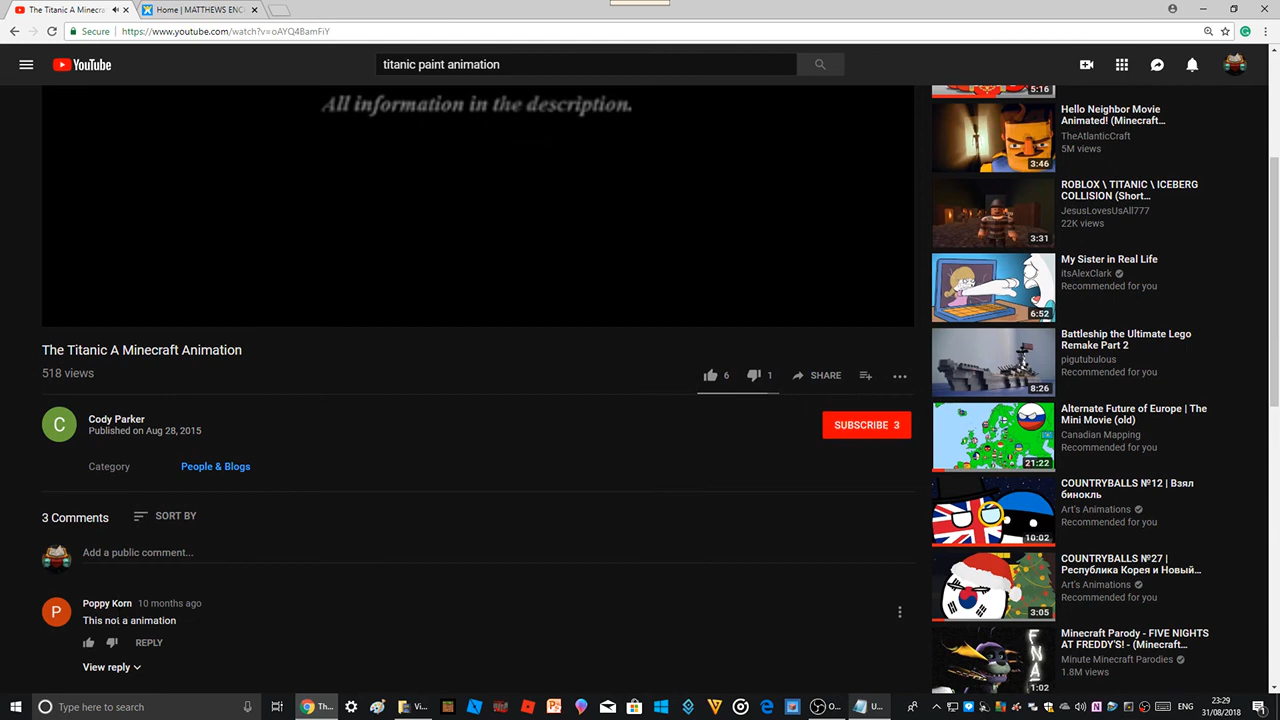 The Titanic A Minecra
Home | MATTHEWS ENC
Secure
https://www.youtube.com/watch?v=oAYQ4BamFiY
YouTube
titanic paint animation
All information in the description.
The Titanic A Minecraft Animation
518 views
6
1
SHARE
C
Cody Parker
Published on Aug 28, 2015
SUBSCRIBE 3
Category
People & Blogs
3 Comments
SORT BY
Add a public comment...
P
Poppy Korn 10 months ago
This not a animation
REPLY
View reply
5:16
Hello Neighbor Movie
Animated! (Minecraft...
TheAtlanticCraft
5M views
3:46
ROBLOX \ TITANIC \ ICEBERG
COLLISION (Short...
JesusLovesUsAll777
22K views
3:31
My Sister in Real Life
itsAlexClark
Recommended for you
6:52
Battleship the Ultimate Lego
Remake Part 2
pigutubulous
Recommended for you
8:26
Alternate Future of Europe | The
Mini Movie (old)
Canadian Mapping
Recommended for you
21:22
COUNTRYBALLS №12 | Взял
бинокль
Art's Animations
Recommended for you
10:02
COUNTRYBALLS №27 |
Республика Корея и Новый...
Art's Animations
Recommended for you
3:05
Minecraft Parody - FIVE NIGHTS
AT FREDDY'S! - (Minecraft...
Minute Minecraft Parodies
1.8M views
FNA
1:02
Type here to search
Th...
Vi...
O...
U...
ENG
23:29
31/08/2018